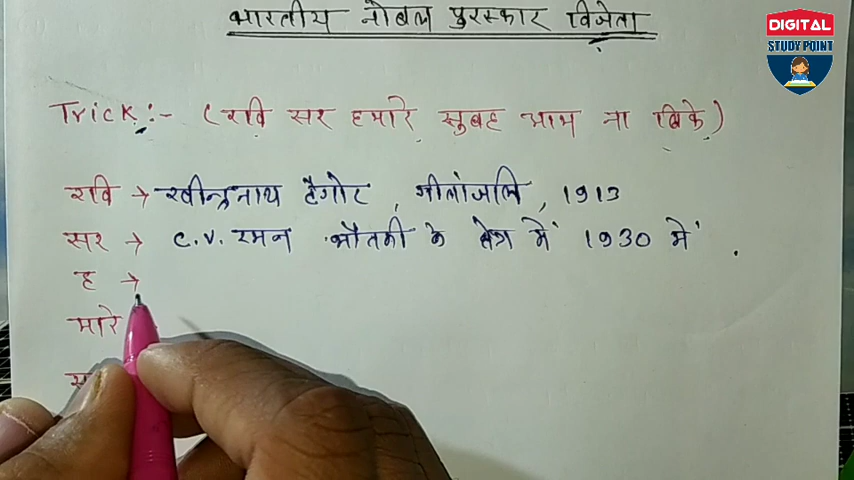 भारतीय नोबल पुरस्कार विजेता
DIGITAL
STUDY POINT
Trick:- (रवि सर हमारे सुबह शाम ना बिके)
रवि → रवीन्द्रनाथ टैगोर, गीतांजलि, 1913
सर → C.V. रमन भौतकी के क्षेत्र में 1930 में.
ह →
मारे